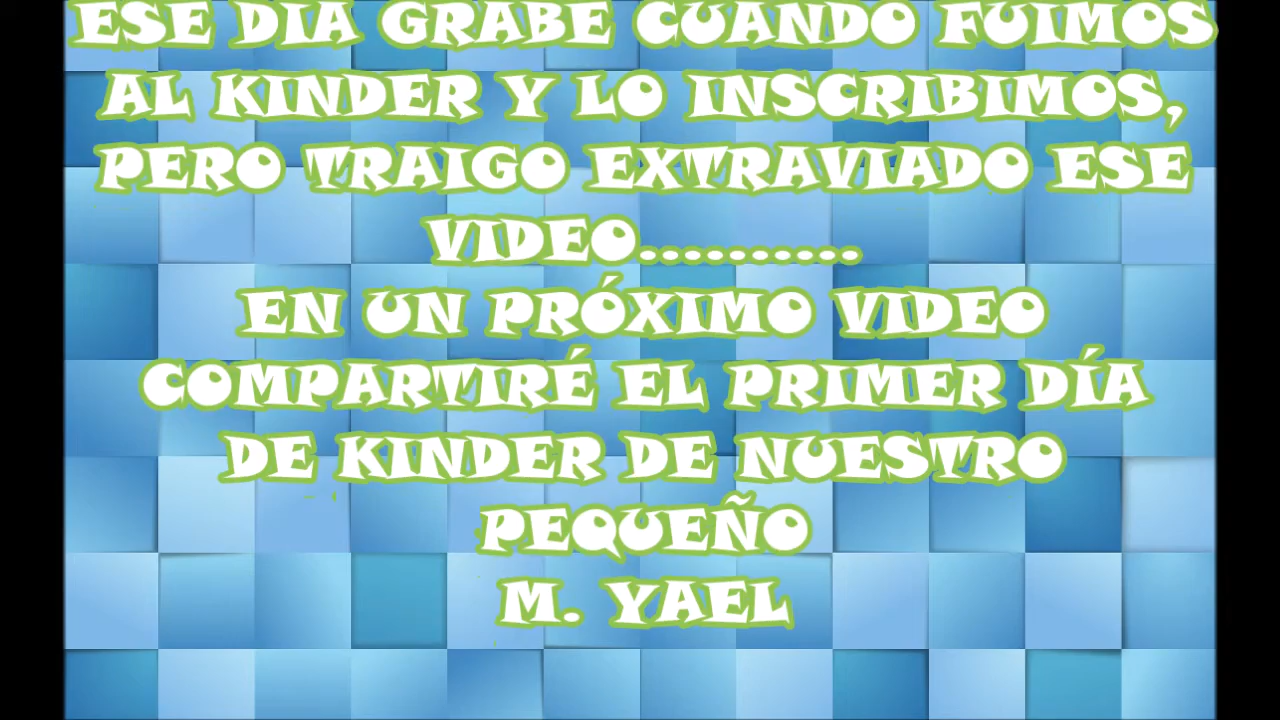 ESE DIA GRABE CUANDO FUIMOS
AL KINDER Y LO INSCRIBIMOS,
PERO TRAIGO EXTRAVIADO ESE
VIDEO..........
EN UN PRÓXIMO VIDEO
COMPARTIRÉ EL PRIMER DÍA
DE KINDER DE NUESTRO
PEQUEÑO
M. YAEL